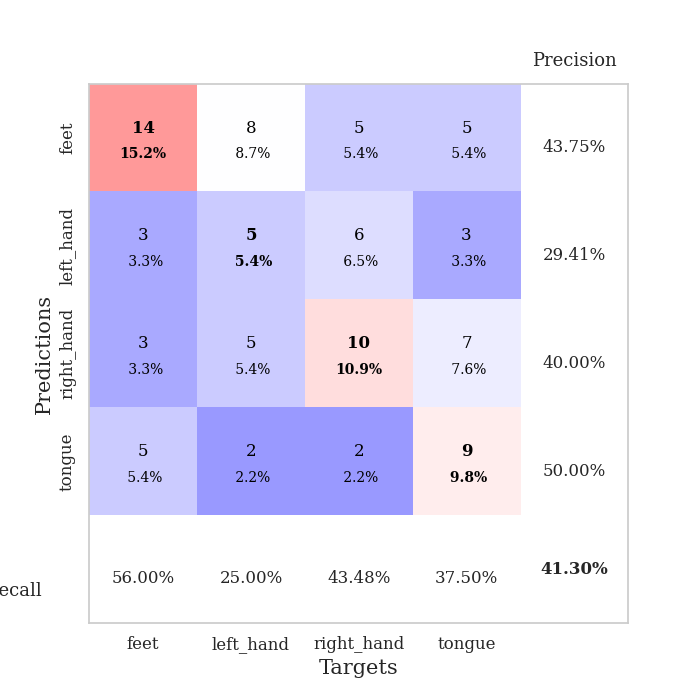 Precision
feet
14 8 5 5
15.2% 8.7% 5.4% 5.4%
43.75%
left_hand
3 5 6 3
3.3% 5.4% 6.5% 3.3%
29.41%
Predictions
right_hand
3 5 10 7
3.3% 5.4% 10.9% 7.6%
40.00%
tongue
5 2 2 9
5.4% 2.2% 2.2% 9.8%
50.00%
ecall
56.00% 25.00% 43.48% 37.50% 41.30%
feet left_hand right_hand tongue
Targets